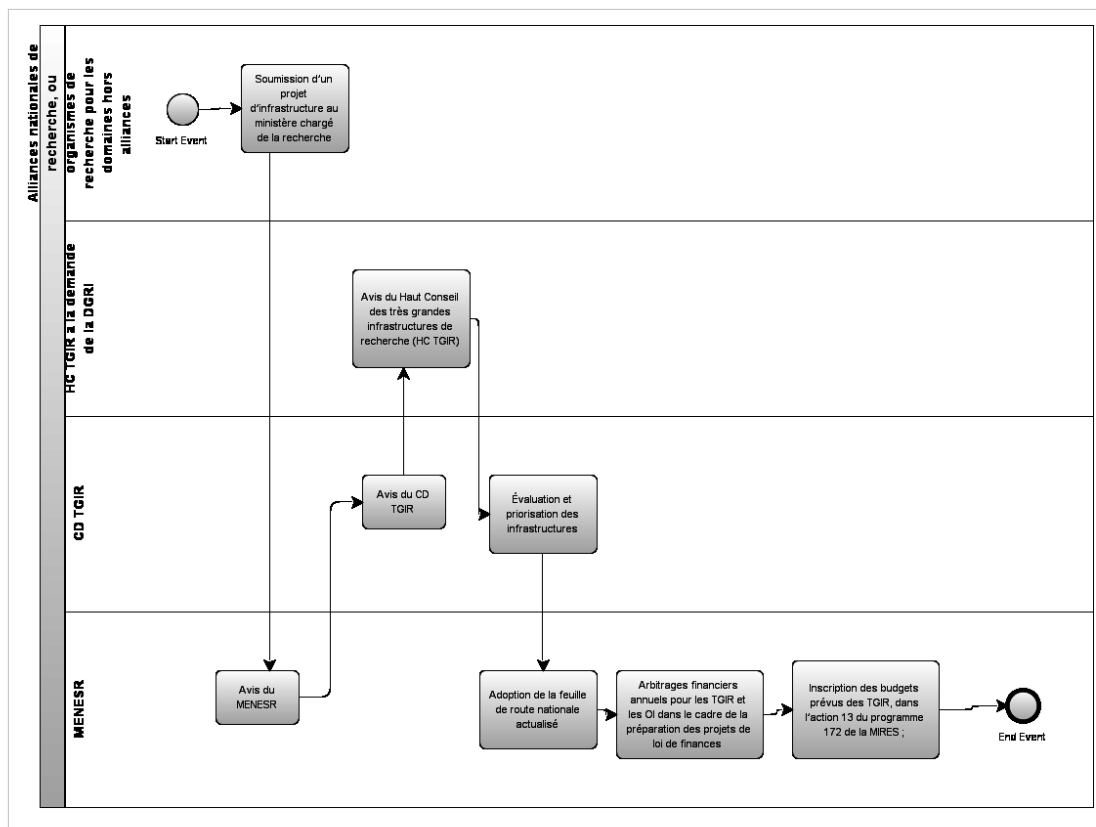 Alliances nationales de
recherche, ou
organismes de
recherche pour les
domaines hors
alliances
Start Event
Soumission d'un
projet
d'infrastructure au
ministère chargé
de la recherche
HC TGIR a la demande
de la DGRI
Avis du Haut Conseil
des très grandes
infrastructures de
recherche (HC TGIR)
CD TGIR
Avis du CD
TGIR
Évaluation et
priorisation des
infrastructures
MENESR
Avis du
MENESR
Adoption de la feuille
de route nationale
actualisé
Arbitrages financiers
annuels pour les TGIR et
les OI dans le cadre de la
préparation des projets de
loi de finances
Inscription des budgets
prévus des TGIR, dans
l'action 13 du programme
172 de la MIRES ;
End Event